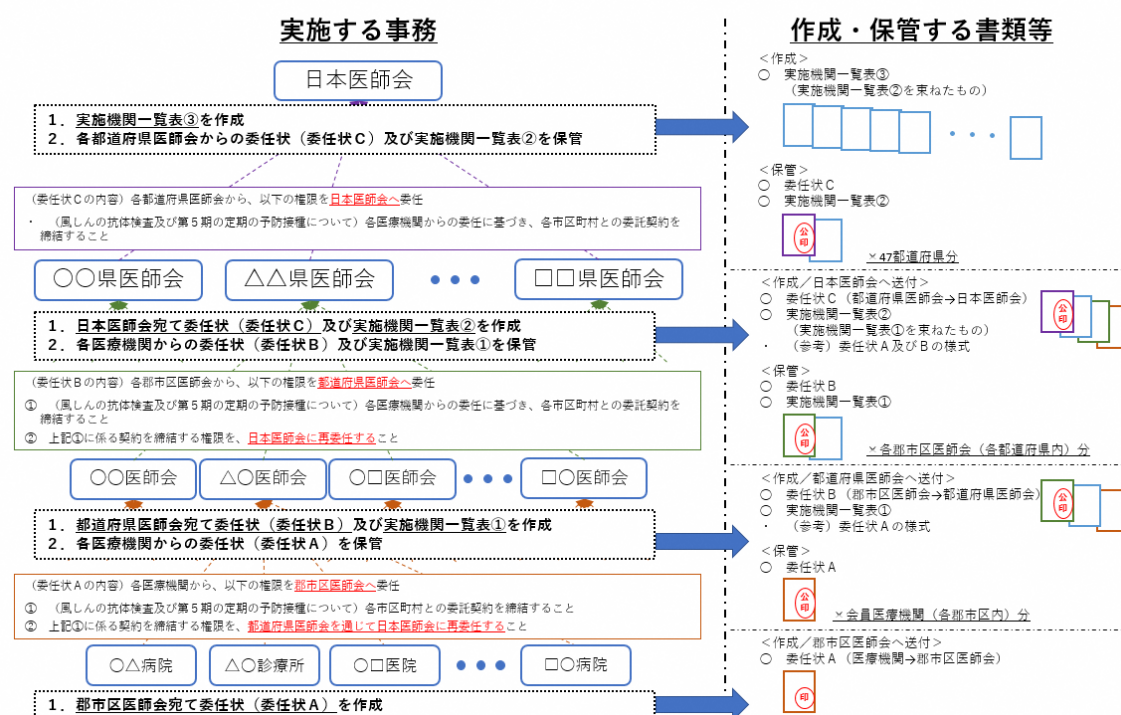 実施する事務
日本医師会
1．実施機関一覧表③を作成
2．各都道府県医師会からの委任状（委任状Ｃ）及び実施機関一覧表②を保管
（委任状Ｃの内容）各都道府県医師会から、以下の権限を日本医師会へ委任
・　（風しんの抗体検査及び第５期の定期の予防接種について）各医療機関からの委任に基づき、各市区町村との委託契約を
締結すること
〇〇県医師会
△△県医師会
・・・
□□県医師会
1．日本医師会宛て委任状（委任状Ｃ）及び実施機関一覧表②を作成
2．各医療機関からの委任状（委任状Ｂ）及び実施機関一覧表①を保管
（委任状Ｂの内容）各郡市区医師会から、以下の権限を都道府県医師会へ委任
①　（風しんの抗体検査及び第５期の定期の予防接種について）各医療機関からの委任に基づき、各市区町村との委託契約を
締結すること
②　上記①に係る契約を締結する権限を、日本医師会に再委任すること
〇〇医師会
△〇医師会
〇□医師会
・・・
□〇医師会
1．都道府県医師会宛て委任状（委任状Ｂ）及び実施機関一覧表①を作成
2．各医療機関からの委任状（委任状Ａ）を保管
（委任状Ａの内容）各医療機関から、以下の権限を郡市区医師会へ委任
①　（風しんの抗体検査及び第５期の定期の予防接種について）各市区町村との委託契約を締結すること
②　上記①に係る契約を締結する権限を、都道府県医師会を通じて日本医師会に再委任すること
〇△病院
△〇診療所
〇□医院
・・・
□〇病院
1．郡市区医師会宛て委任状（委任状Ａ）を作成
作成・保管する書類等
＜作成＞
〇　実施機関一覧表③
（実施機関一覧表②を束ねたもの）
・・・
＜保管＞
〇　委任状Ｃ
〇　実施機関一覧表②
公印
×47都道府県分
＜作成／日本医師会へ送付＞
〇　委任状Ｃ（都道府県医師会→日本医師会）
〇　実施機関一覧表②
（実施機関一覧表①を束ねたもの）
・　（参考）委任状Ａ及びＢの様式
公印
＜保管＞
〇　委任状Ｂ
〇　実施機関一覧表①
公印
×各郡市区医師会（各都道府県内）分
＜作成／都道府県医師会へ送付＞
〇　委任状Ｂ（郡市区医師会→都道府県医師会）
〇　実施機関一覧表①
・　（参考）委任状Ａの様式
公印
＜保管＞
〇　委任状Ａ
公印
×会員医療機関（各郡市区内）分
＜作成／郡市区医師会へ送付＞
〇　委任状Ａ（医療機関→郡市区医師会）
印